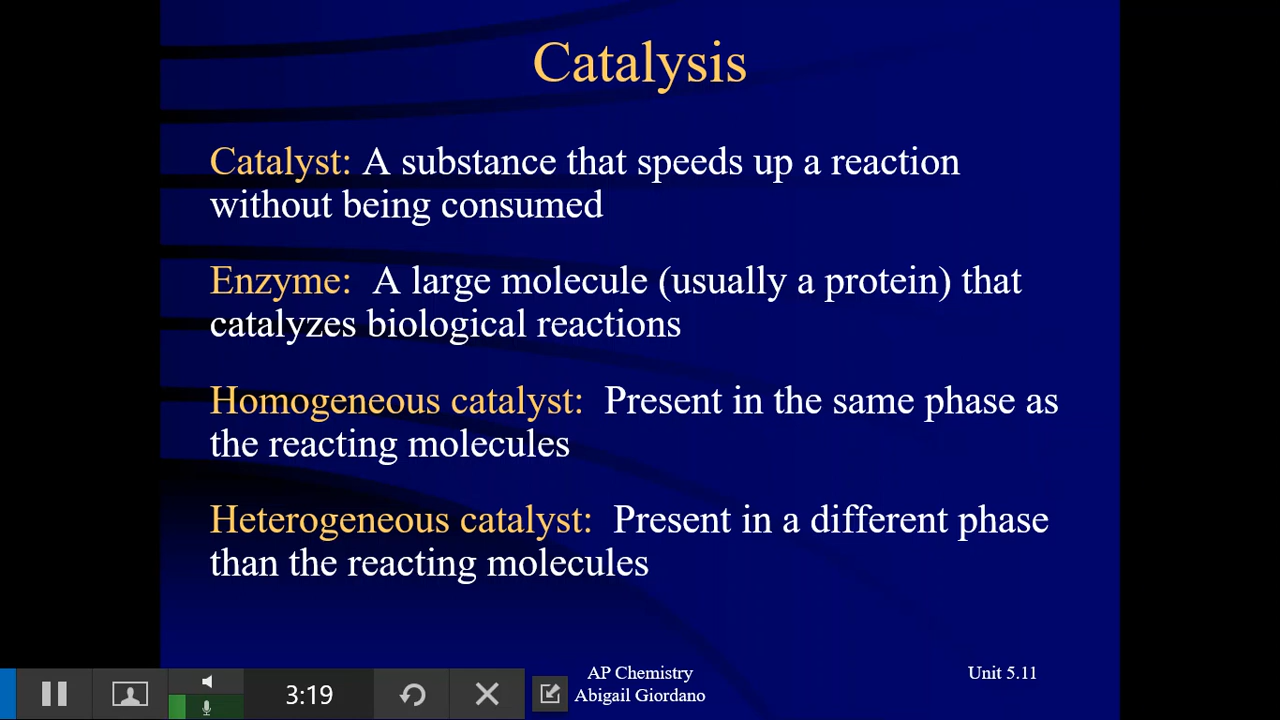 Catalysis
Catalyst: A substance that speeds up a reaction
without being consumed
Enzyme: A large molecule (usually a protein) that
catalyzes biological reactions
Homogeneous catalyst: Present in the same phase as
the reacting molecules
Heterogeneous catalyst: Present in a different phase
than the reacting molecules
3:19
AP Chemistry
Abigail Giordano
Unit 5.11